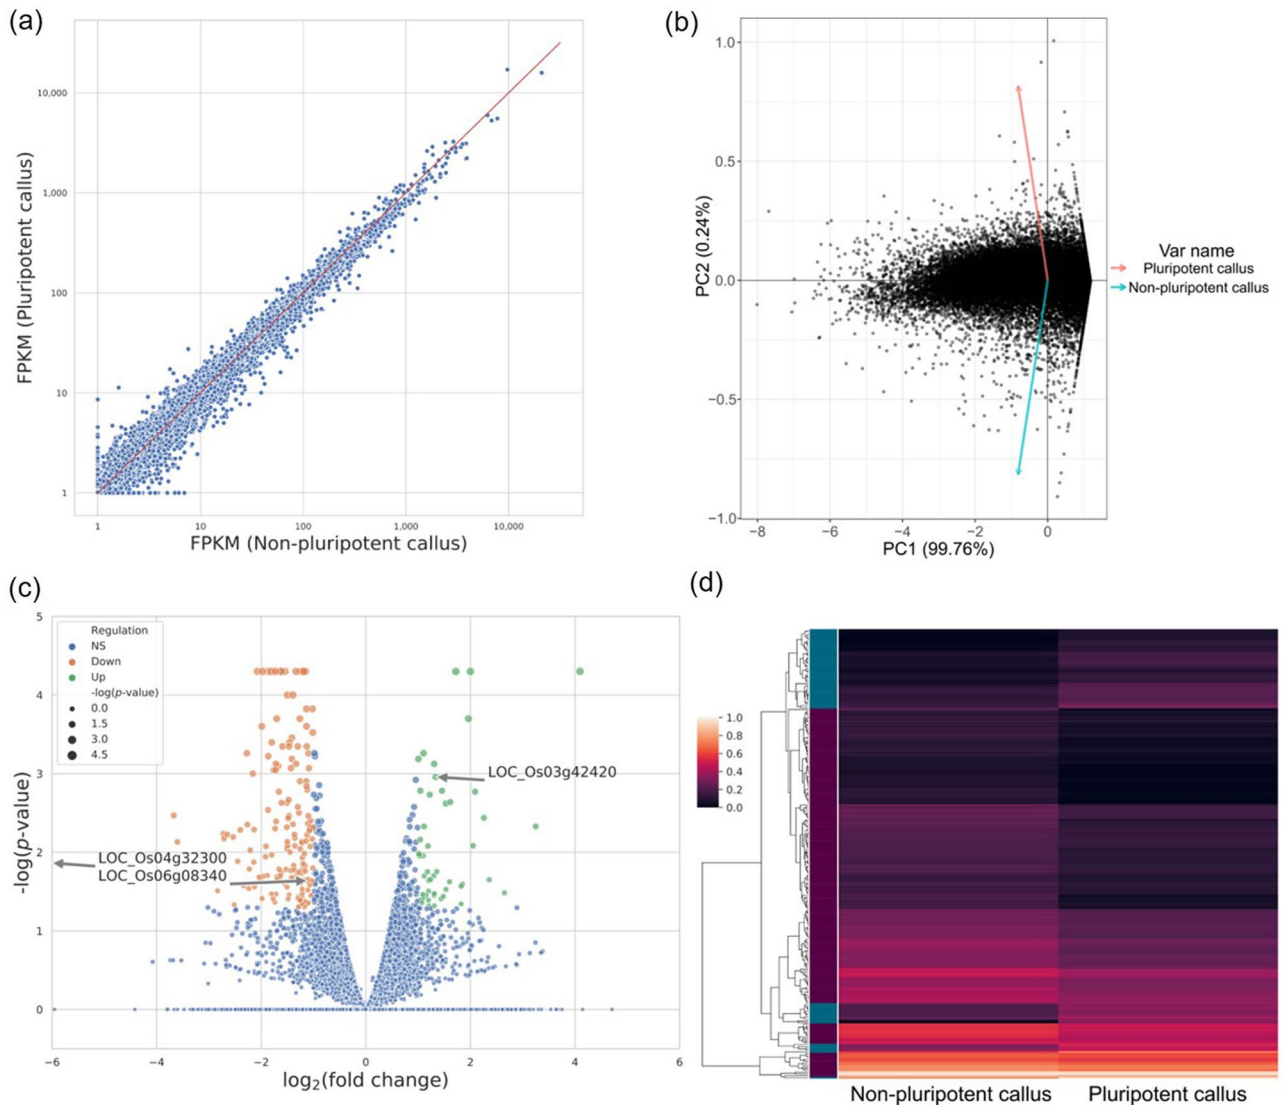 (a)
10,000
1,000
100
10
1
FPKM (Pluripotent callus)
1
10
100
1,000
10,000
FPKM (Non-pluripotent callus)
(b)
1.0
0.5
0.0
−0.5
−1.0
PC2 (0.24%)
−8
−6
−4
−2
0
PC1 (99.76%)
Var name
Pluripotent callus
Non-pluripotent callus
(c)
5
4
3
2
1
0
-log(p-value)
Regulation
NS
Down
Up
-log(p-value)
0.0
1.5
3.0
4.5
LOC_Os03g42420
LOC_Os04g32300
LOC_Os06g08340
−6
−4
−2
0
2
4
6
log2(fold change)
(d)
1.0
0.8
0.6
0.4
0.2
0.0
Non-pluripotent callus
Pluripotent callus